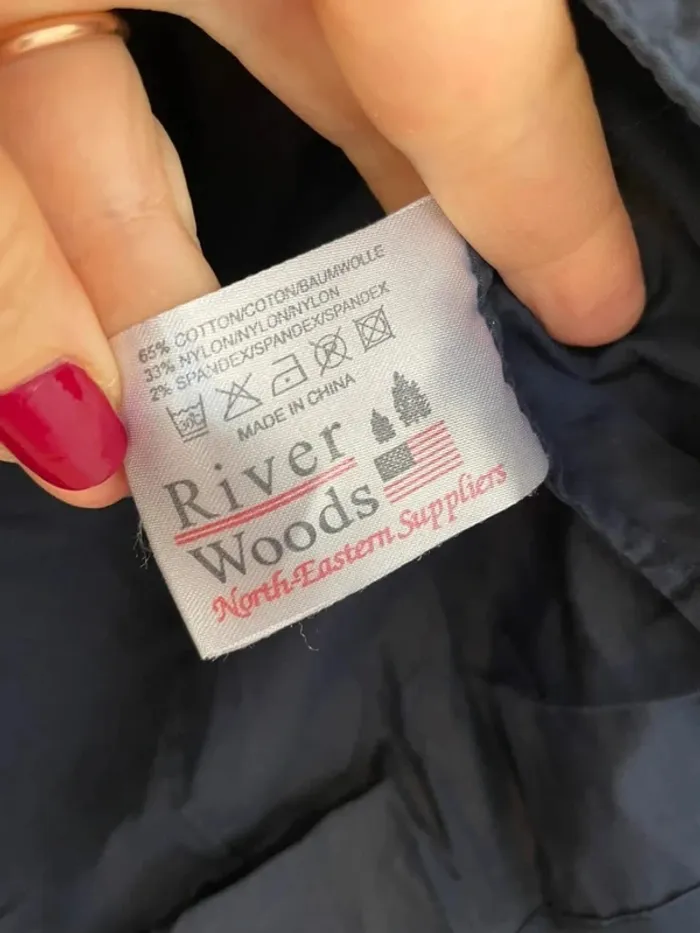 65% COTTON/COTON/BAUMWOLLE
33% NYLON/NYLON/NYLON
2% SPANDEX/SPANDEX/SPANDEX
30°
MADE IN CHINA
River
Woods
North-Eastern Suppliers